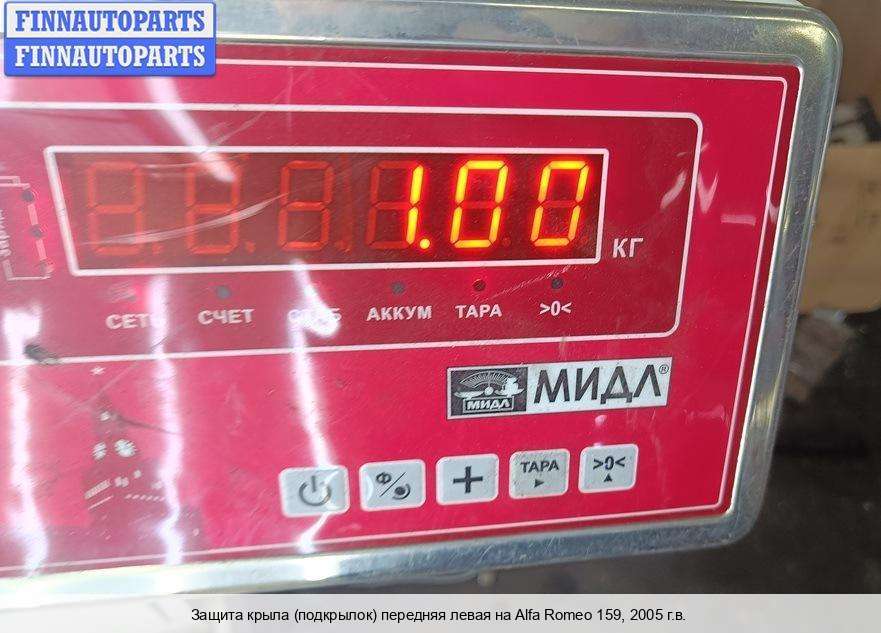 FINNAUTOPARTS
FINNAUTOPARTS
1.00
КГ
СЕТЬ СЧЕТ АККУМ ТАРА >0<
МИДЛ МИДЛ®
Ф ТАРА >0<
Защита крыла (подкрылок) передняя левая на Alfa Romeo 159, 2005 г.в.